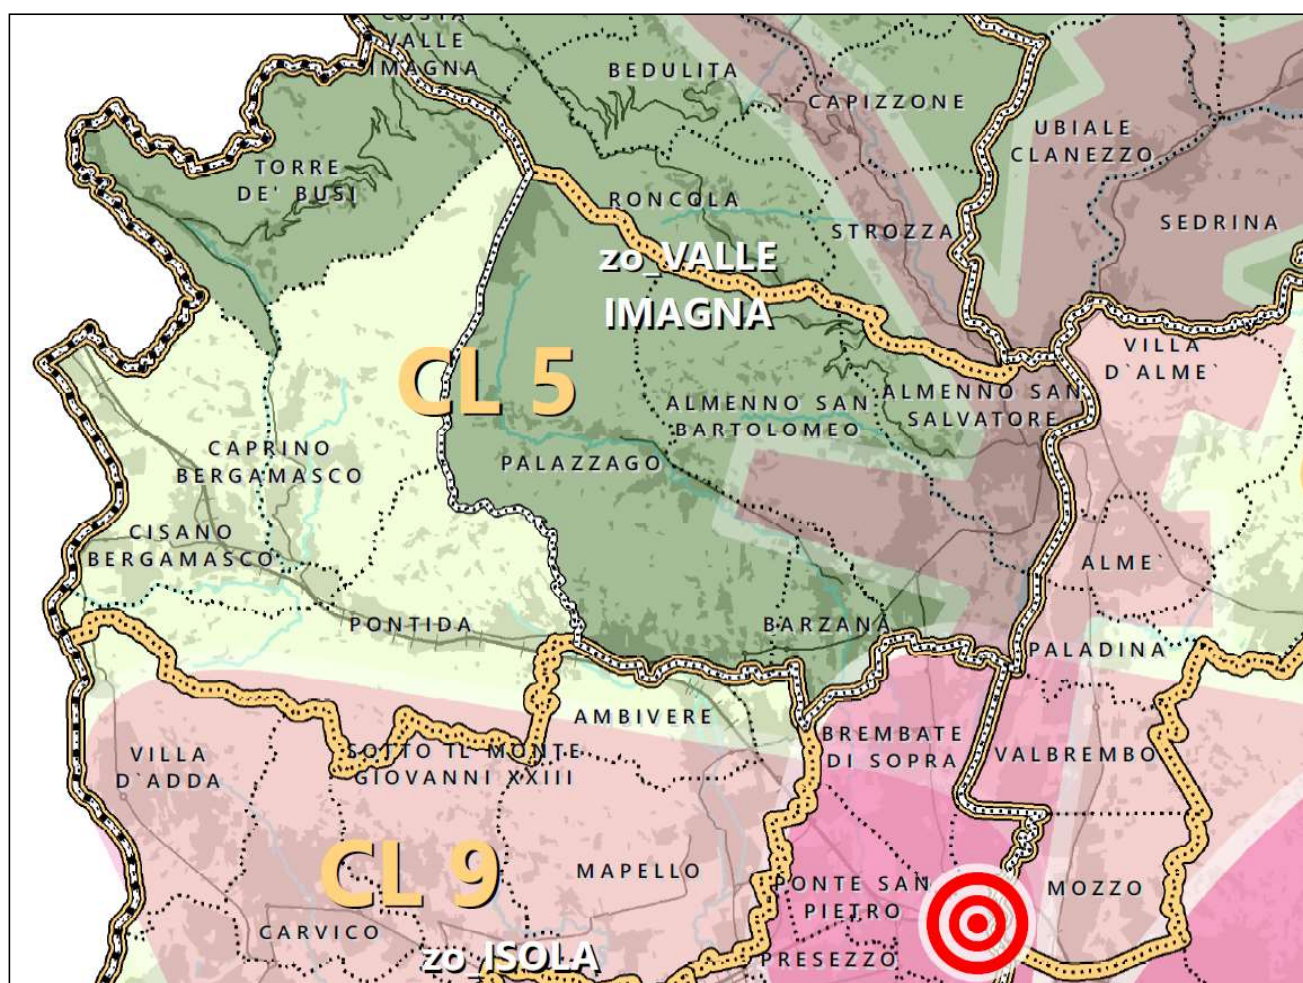 COSTA
VALLE
IMAGNA
BEDULITA
CAPIZZONE
UBIALE
CLANEZZO
TORRE
DE' BUSI
RONCOLA
STROZZA
SEDRINA
zo_VALLE
IMAGNA
VILLA
D`ALME`
CL 5
ALMENNO SAN
BARTOLOMEO
ALMENNO SAN
SALVATORE
CAPRINO
BERGAMASCO
PALAZZAGO
CISANO
BERGAMASCO
ALME`
PONTIDA
BARZANA
PALADINA
AMBIVERE
BREMBATE
DI SOPRA
VALBREMBO
VILLA
D`ADDA
SOTTO IL MONTE
GIOVANNI XXIII
CL 9
MAPELLO
PONTE SAN
PIETRO
MOZZO
CARVICO
zo_ISOLA
PRESEZZO